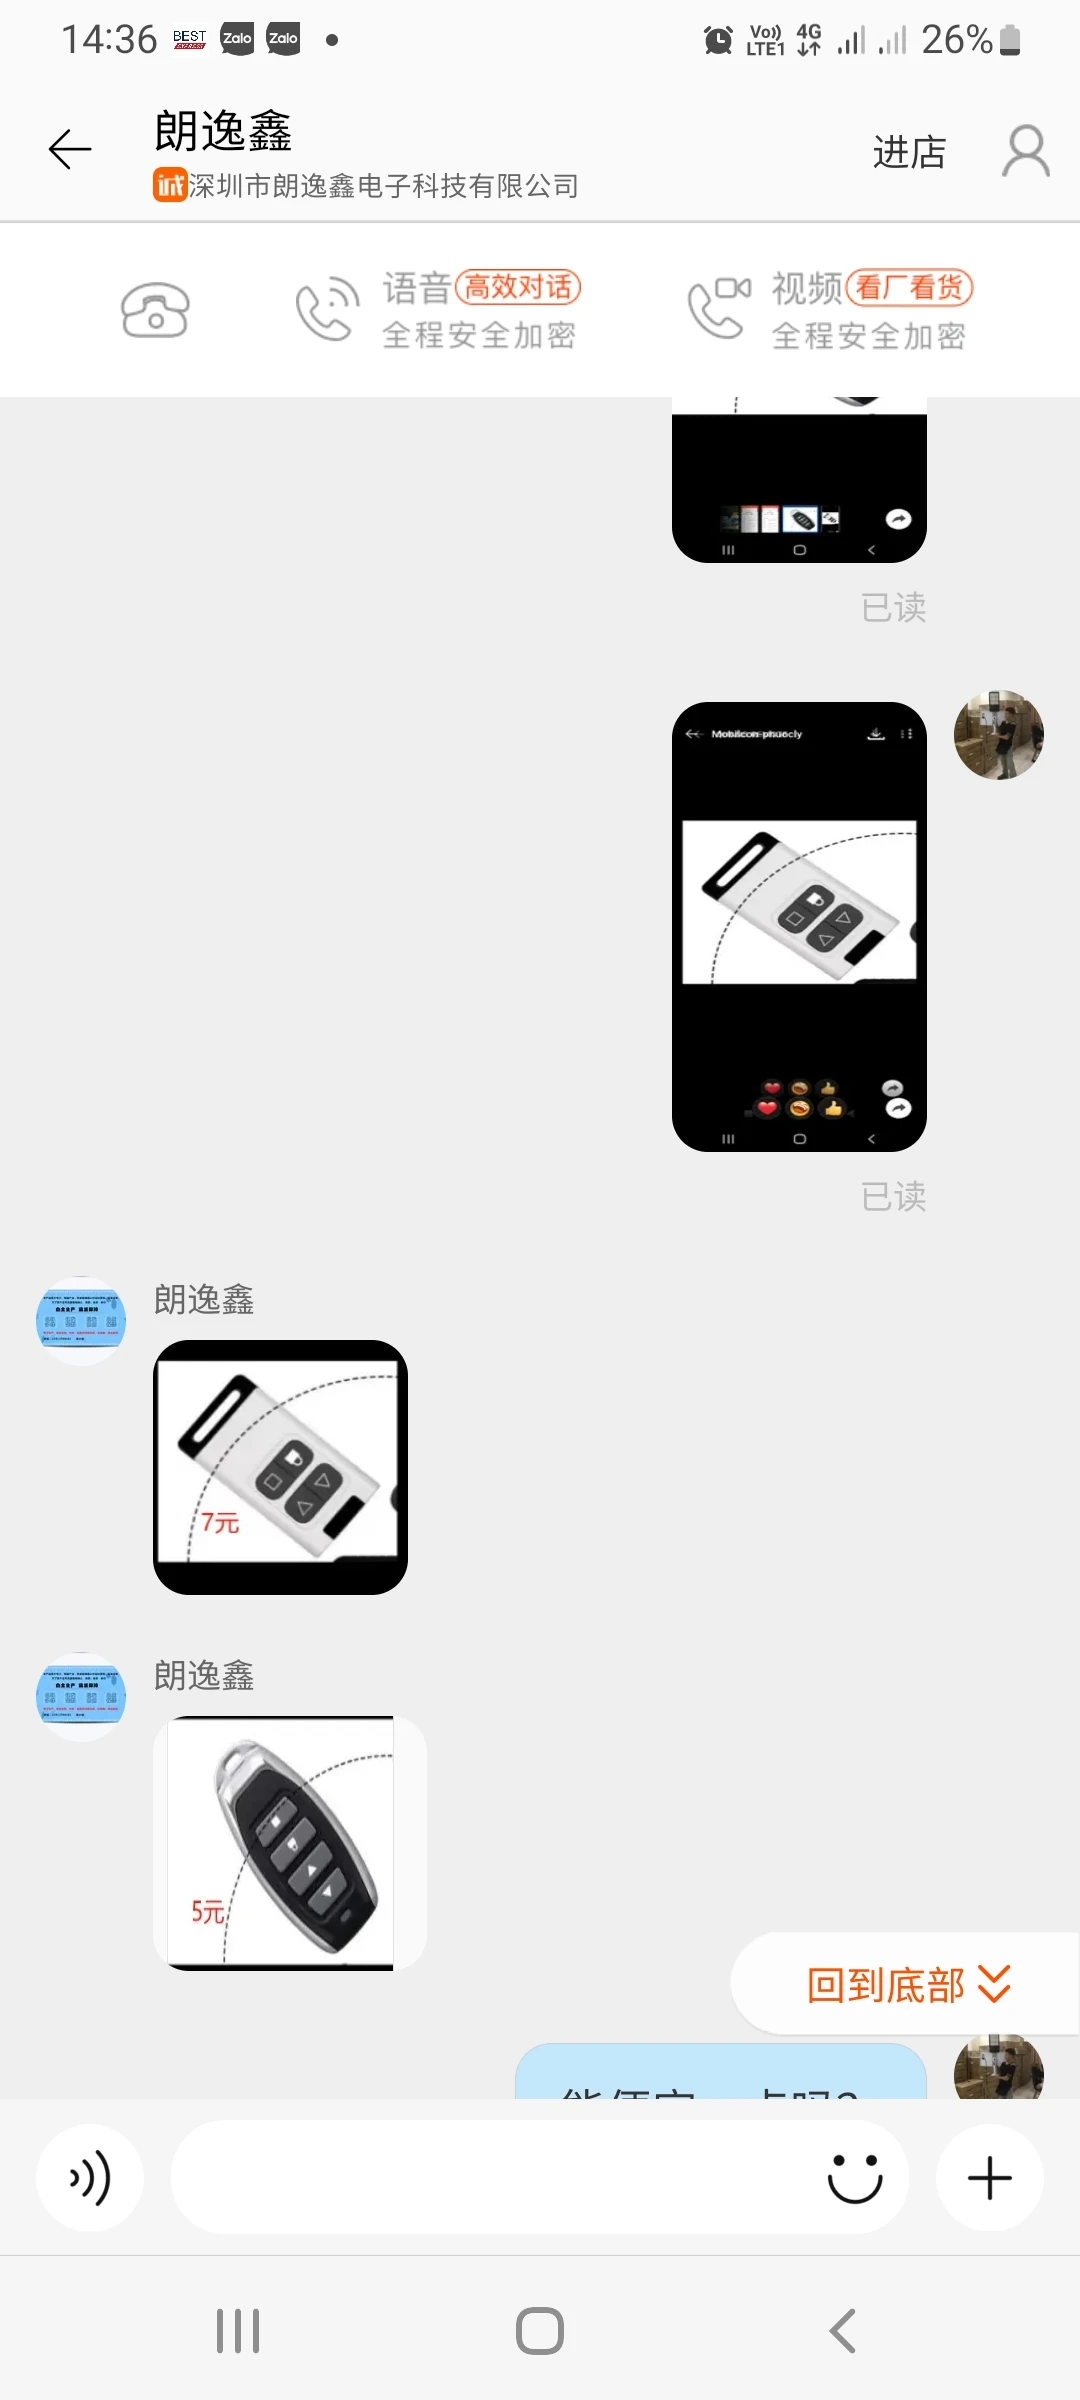 14:36 BEST EXPRESS Zalo Zalo Vo)) LTE1 4G 26%
朗逸鑫
诚深圳市朗逸鑫电子科技有限公司
进店
语音 高效对话
全程安全加密
视频 看厂看货
全程安全加密
已读
已读
朗逸鑫
7元
朗逸鑫
5元
回到底部